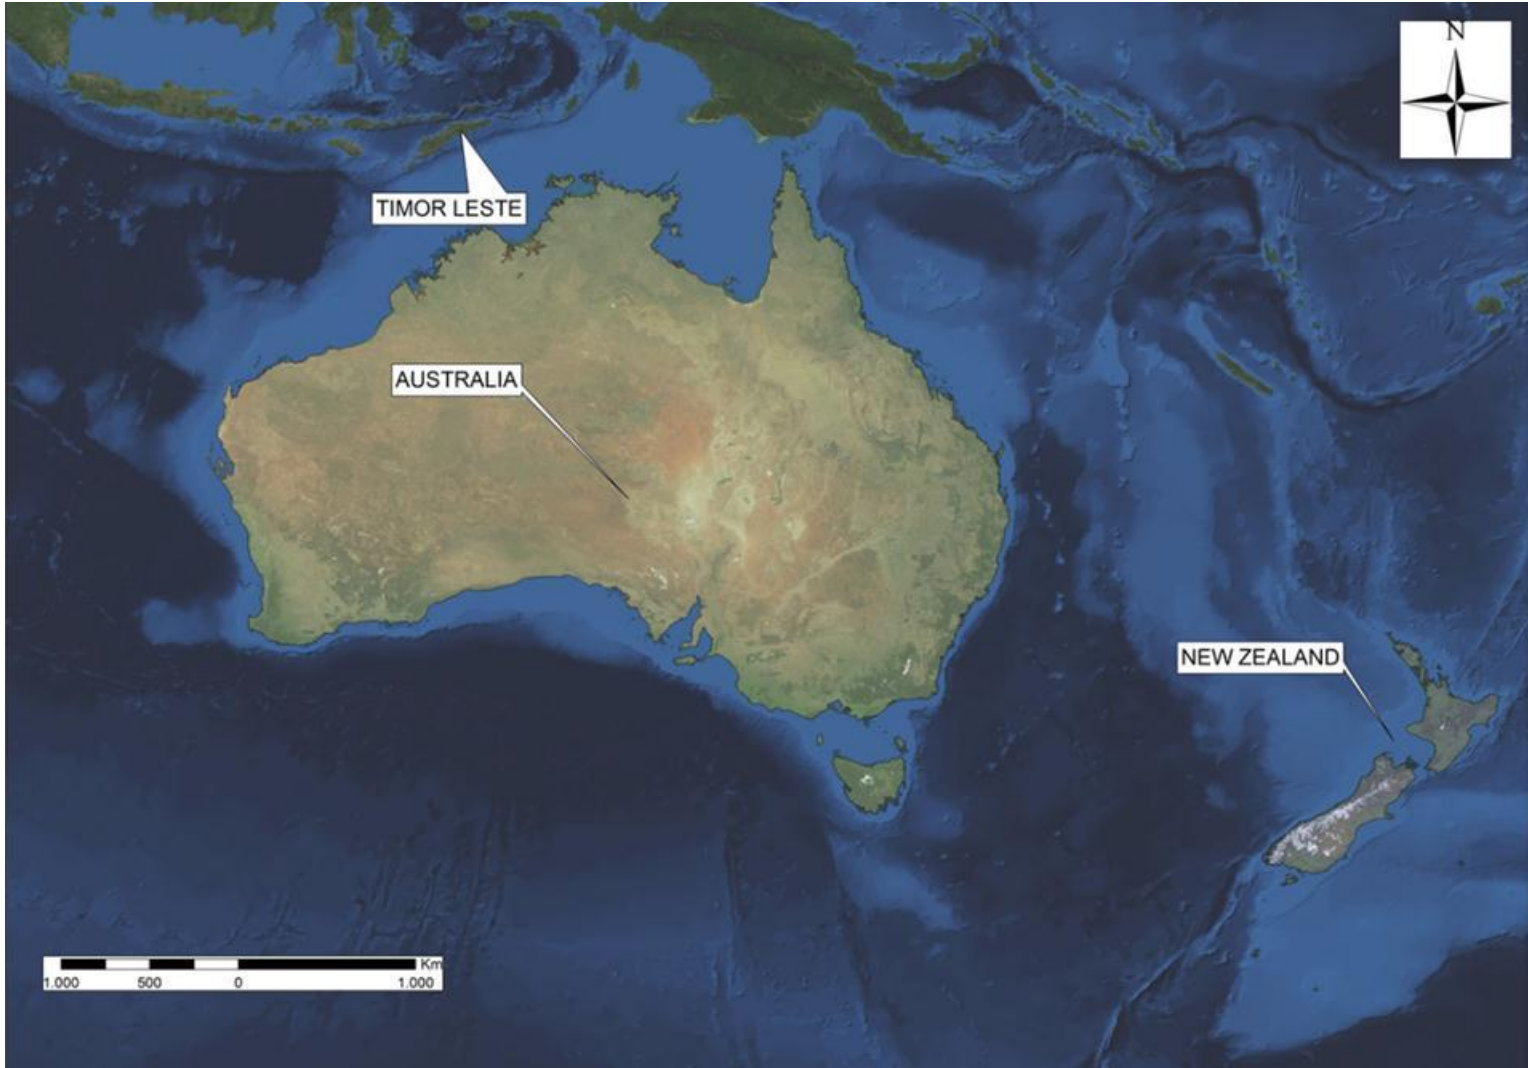 N
TIMOR LESTE
AUSTRALIA
NEW ZEALAND
Km
1.000 500 0 1.000